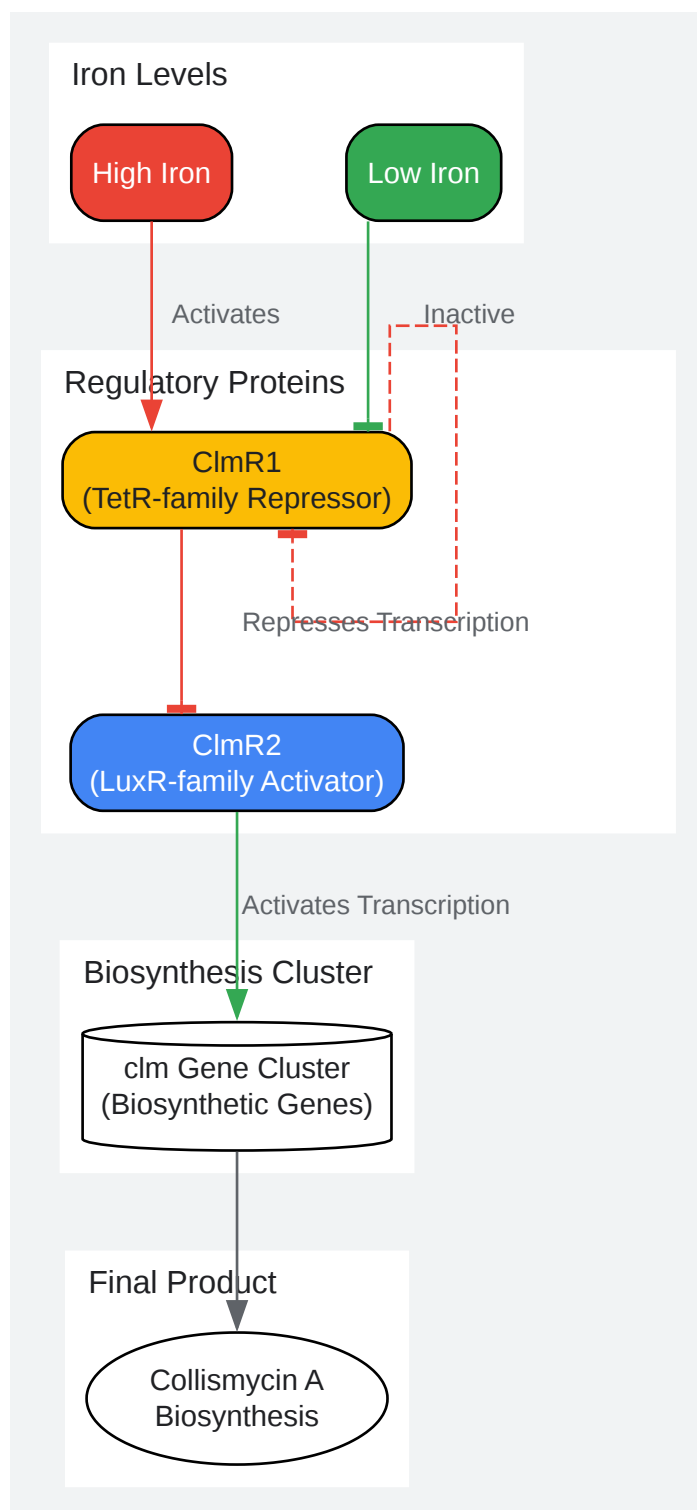 Iron Levels
High Iron
Low Iron
Activates
Inactive
Regulatory Proteins
ClmR1
(TetR-family Repressor)
Represses Transcription
ClmR2
(LuxR-family Activator)
Activates Transcription
Biosynthesis Cluster
clm Gene Cluster
(Biosynthetic Genes)
Final Product
Collismycin A
Biosynthesis